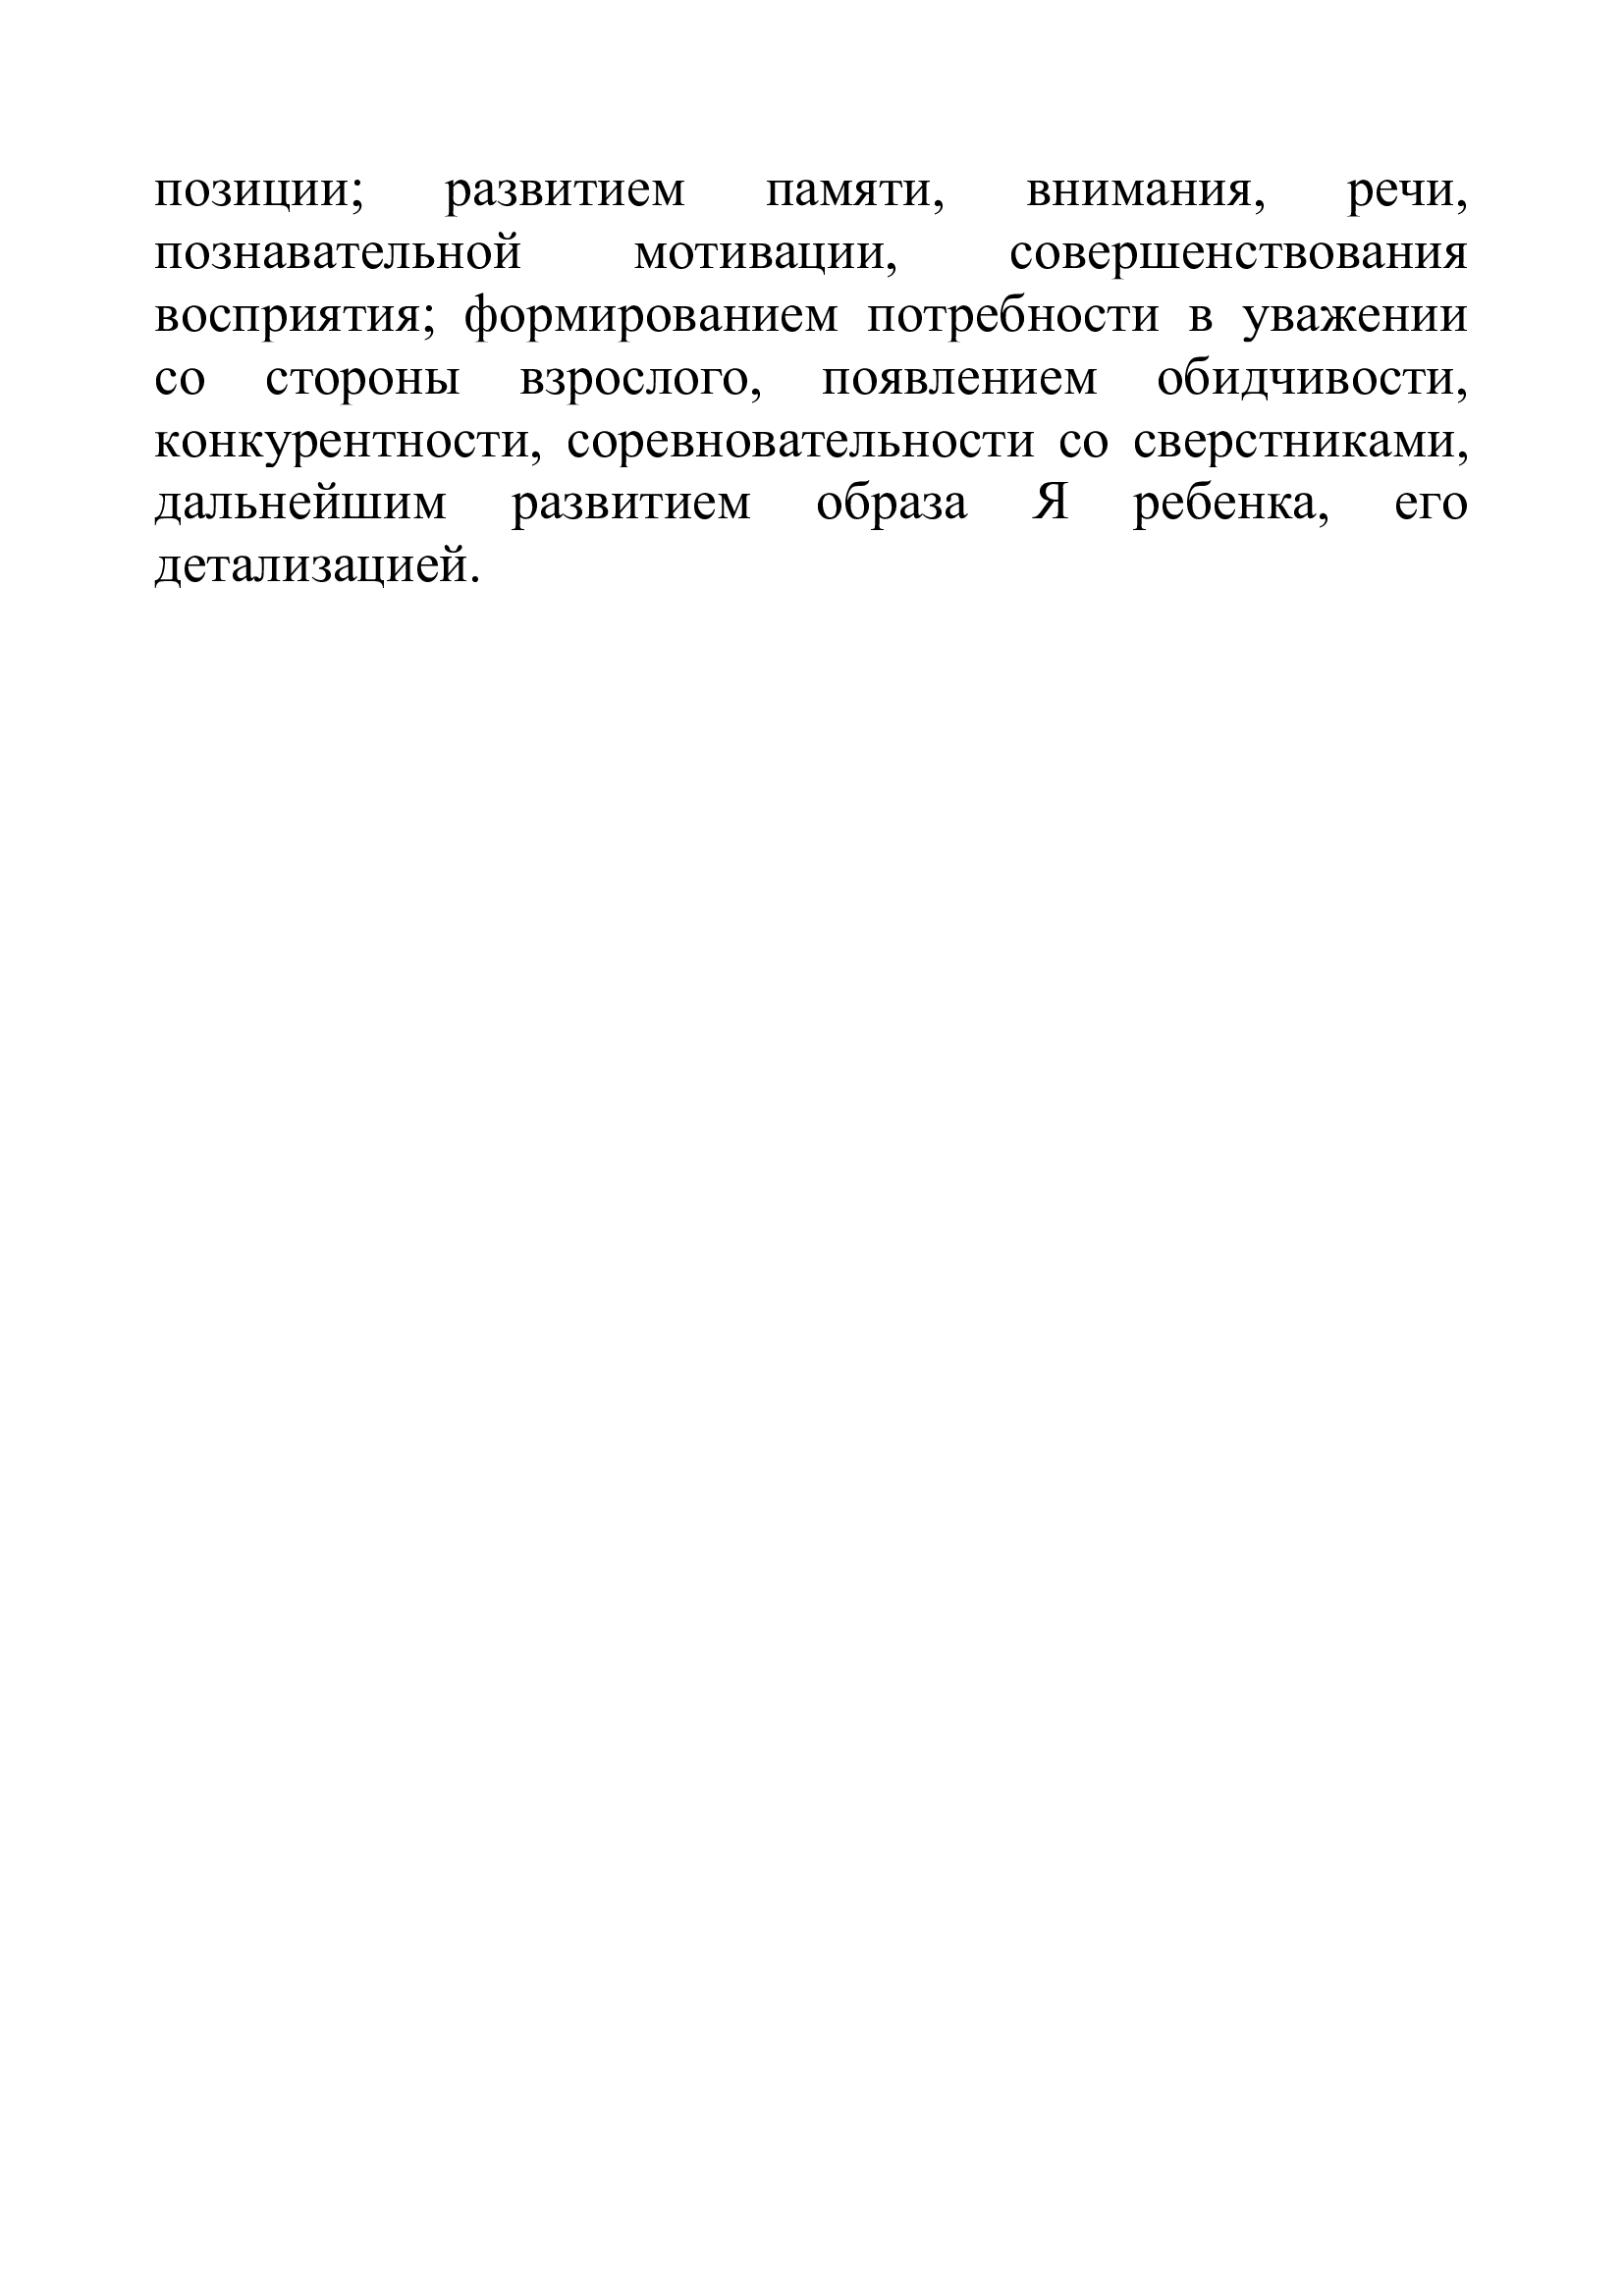 позиции; развитием памяти, внимания, речи,
познавательной мотивации, совершенствования
восприятия; формированием потребности в уважении
со стороны взрослого, появлением обидчивости,
конкурентности, соревновательности со сверстниками,
дальнейшим развитием образа Я ребенка, его
детализацией.